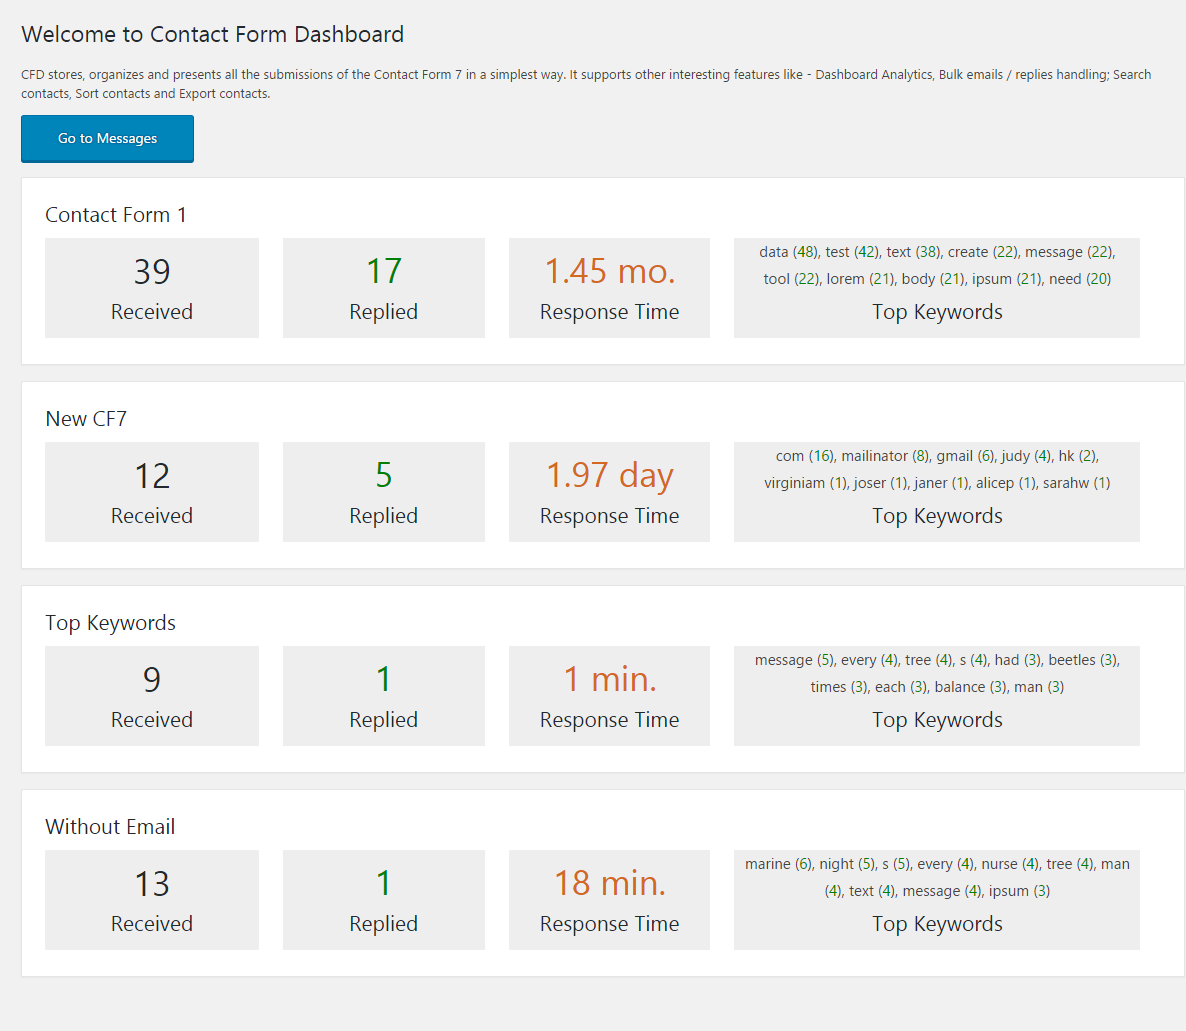 Welcome to Contact Form Dashboard
CFD stores, organizes and presents all the submissions of the Contact Form 7 in a simplest way. It supports other interesting features like - Dashboard Analytics, Bulk emails / replies handling; Search
contacts, Sort contacts and Export contacts.
Go to Messages
Contact Form 1
39
Received
17
Replied
1.45 mo.
Response Time
data (48), test (42), text (38), create (22), message (22),
tool (22), lorem (21), body (21), ipsum (21), need (20)
Top Keywords
New CF7
12
Received
5
Replied
1.97 day
Response Time
com (16), mailinator (8), gmail (6), judy (4), hk (2),
virginiam (1), joser (1), janer (1), alicep (1), sarahw (1)
Top Keywords
Top Keywords
9
Received
1
Replied
1 min.
Response Time
message (5), every (4), tree (4), s (4), had (3), beetles (3),
times (3), each (3), balance (3), man (3)
Top Keywords
Without Email
13
Received
1
Replied
18 min.
Response Time
marine (6), night (5), s (5), every (4), nurse (4), tree (4), man
(4), text (4), message (4), ipsum (3)
Top Keywords